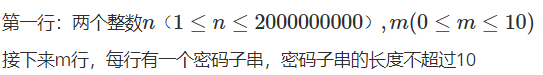 第一行：两个整数n（1 ≤ n ≤ 2000000000）,m(0 ≤ m ≤ 10)
接下来m行，每行有一个密码子串，密码子串的长度不超过10